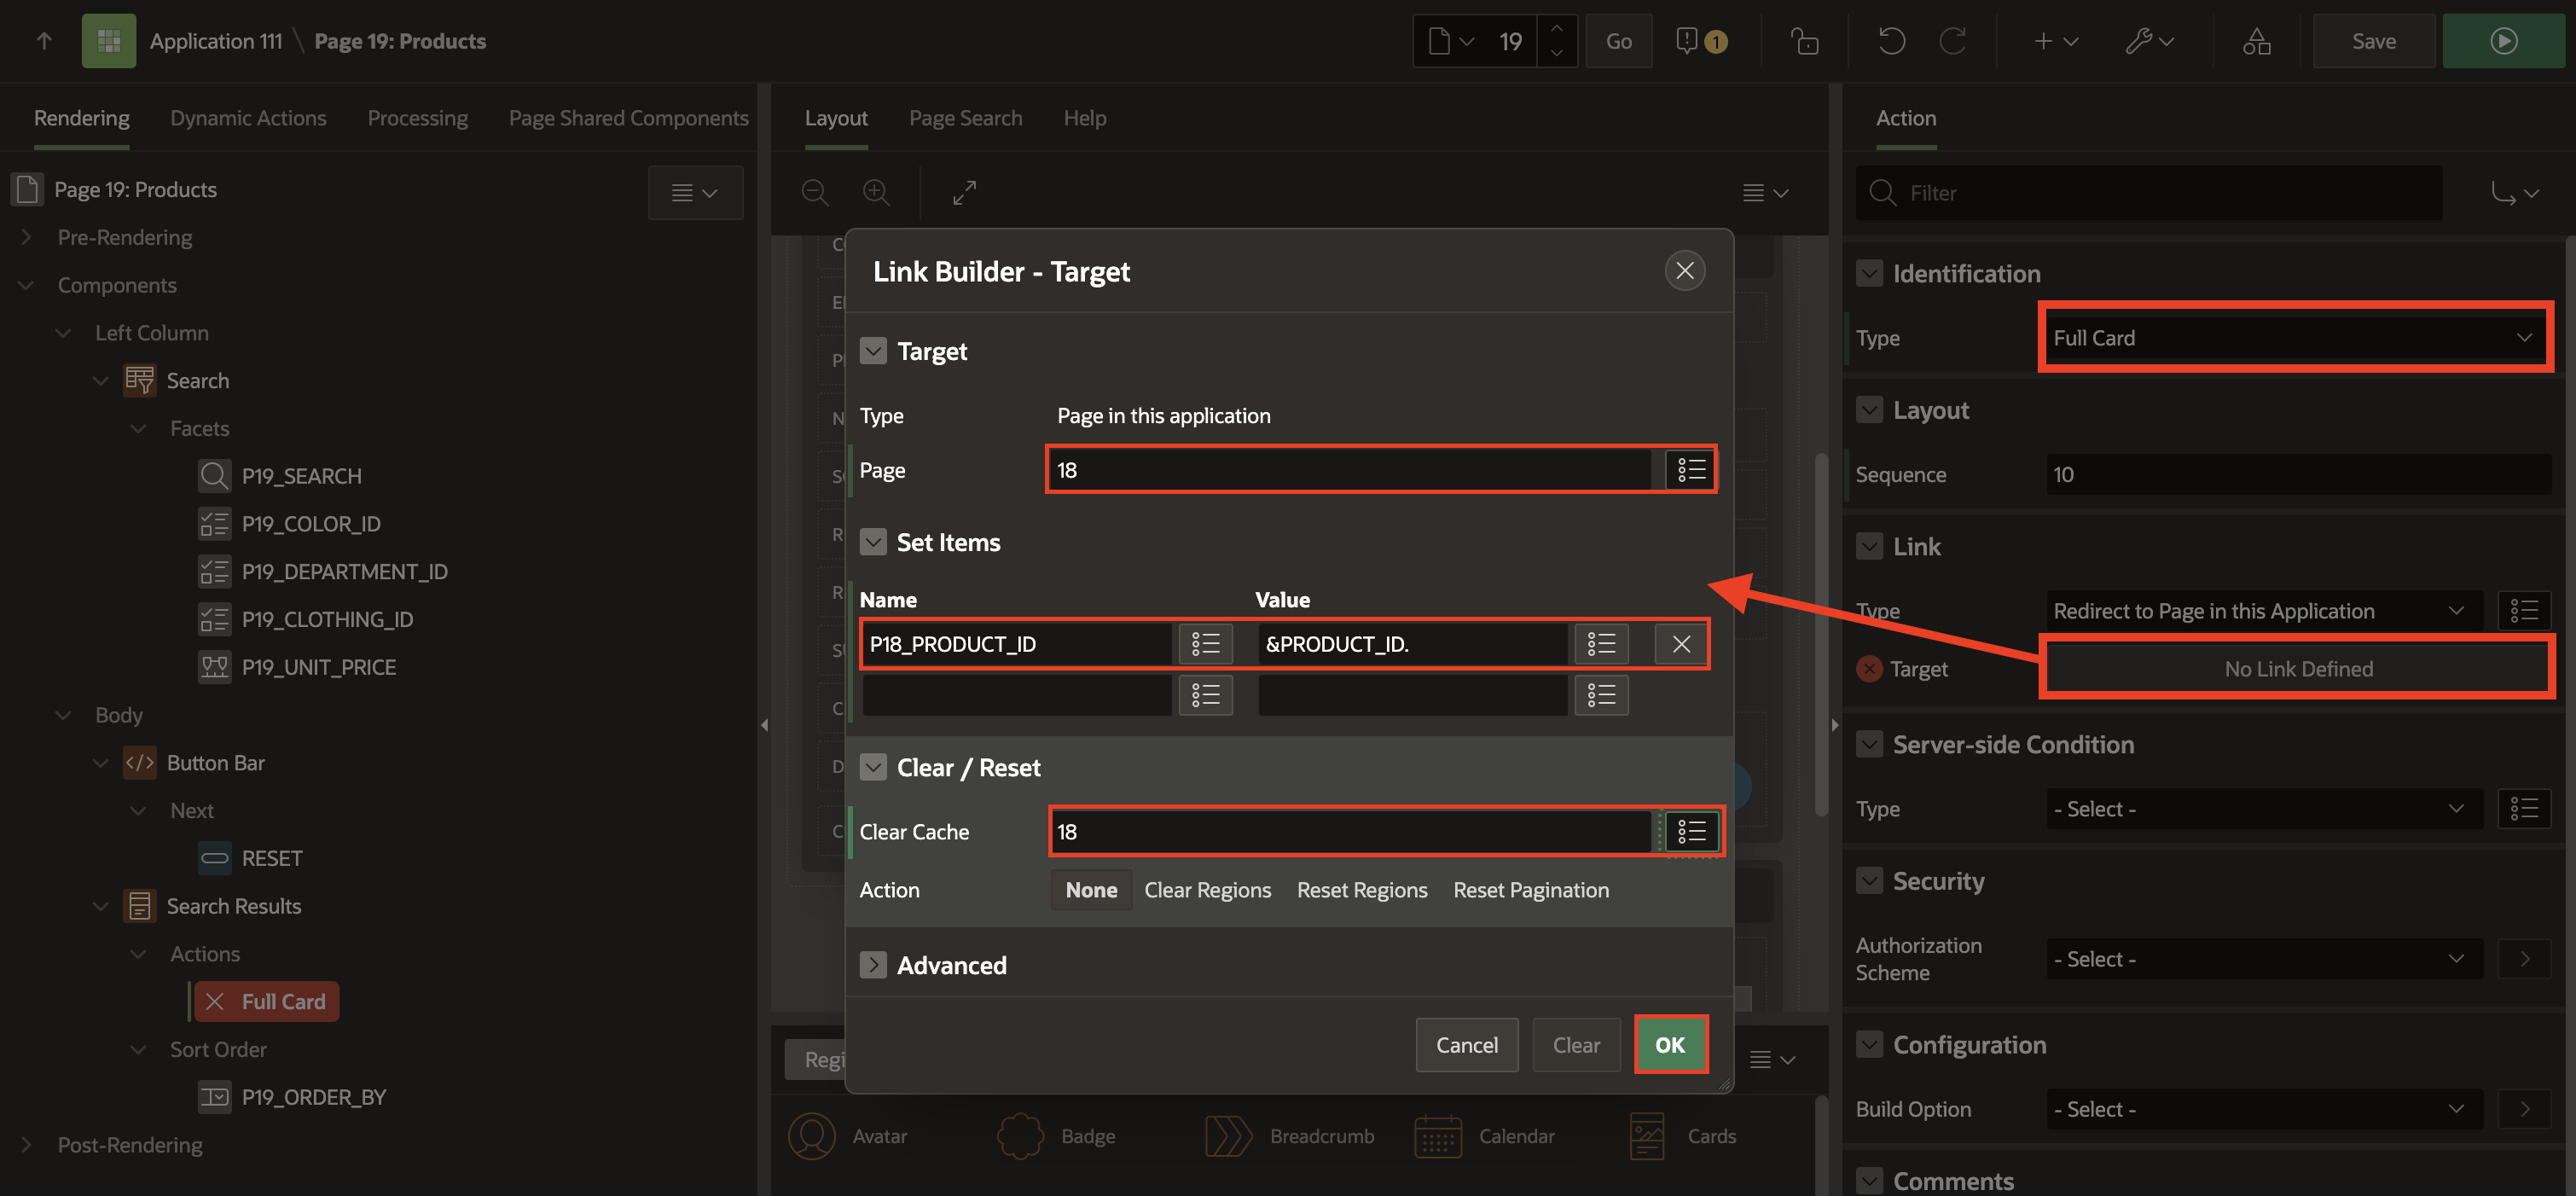 Application 111 \ Page 19: Products
19
Go
1
Save
Rendering
Dynamic Actions
Processing
Page Shared Components
Layout
Page Search
Help
Action
Page 19: Products
Pre-Rendering
Components
Left Column
Search
Facets
P19_SEARCH
P19_COLOR_ID
P19_DEPARTMENT_ID
P19_CLOTHING_ID
P19_UNIT_PRICE
Body
Button Bar
Next
RESET
Search Results
Actions
Full Card
Sort Order
P19_ORDER_BY
Post-Rendering
Link Builder - Target
Target
Type
Page in this application
Page
18
Set Items
Name
Value
P18_PRODUCT_ID
&PRODUCT_ID.
Clear / Reset
Clear Cache
18
Action
None
Clear Regions
Reset Regions
Reset Pagination
Advanced
Cancel
Clear
OK
Regi
Avatar
Badge
Breadcrumb
Calendar
Cards
Filter
Identification
Type
Full Card
Layout
Sequence
10
Link
Type
Redirect to Page in this Application
Target
No Link Defined
Server-side Condition
Type
- Select -
Security
Authorization
Scheme
- Select -
Configuration
Build Option
- Select -
Comments